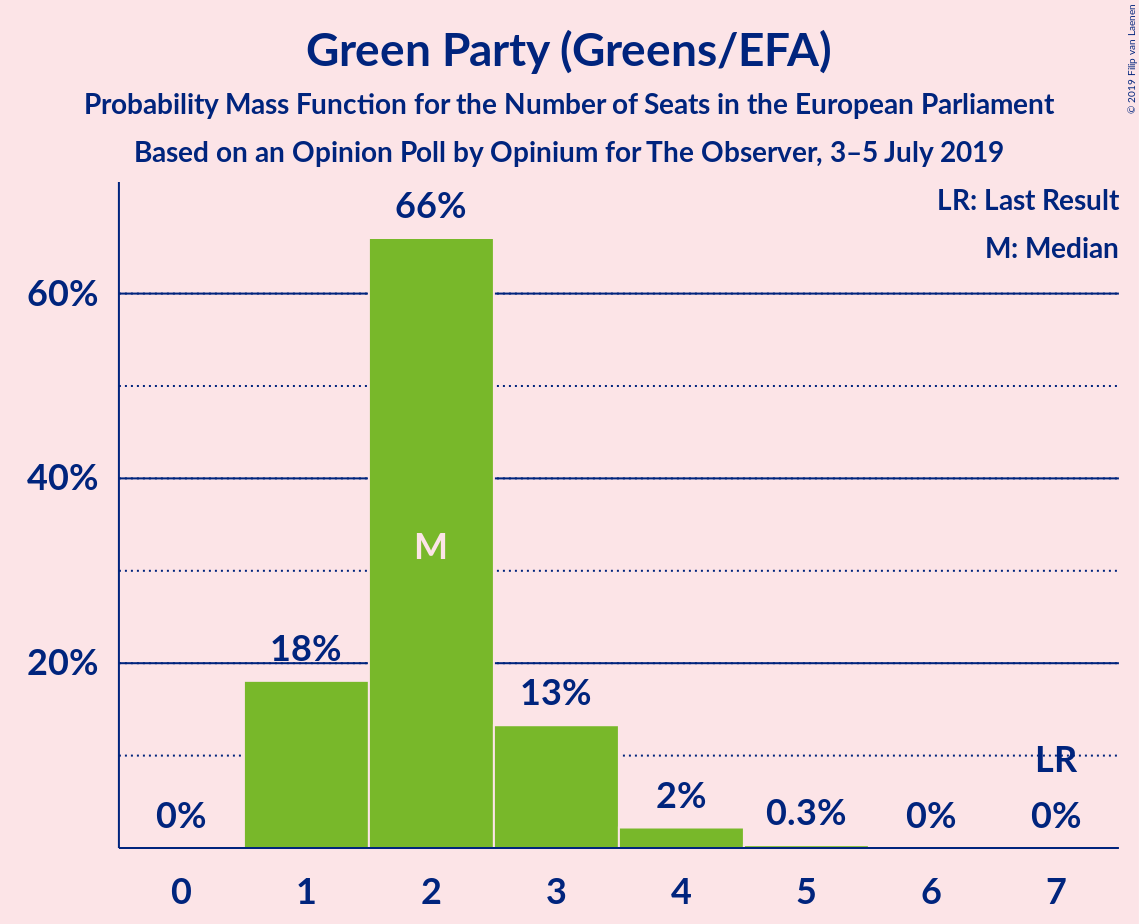 Green Party (Greens/EFA)
Probability Mass Function for the Number of Seats in the European Parliament
Based on an Opinion Poll by Opinium for The Observer, 3–5 July 2019
© 2019 Filip van Laenen
LR: Last Result
M: Median
66%
60%
40%
M
18%
20%
13%
LR
0%
2%
0.3%
0%
0%
0 1 2 3 4 5 6 7